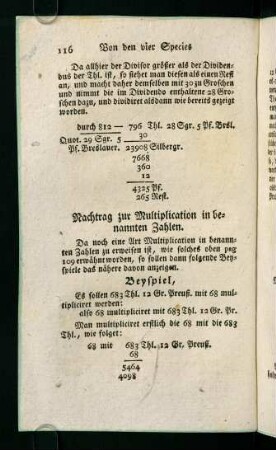 116 Von den vier Species
Da allhier der Divisor größer als der Dividen-
dus der Thl. ist, so stehet man diesen als einen Rest
an, und macht daher demselben mit 30 zu Groschen
und nimmt die im Dividendo enthaltene 28 Gro-
schen dazu, und dividiret alsdann wie bereits gezeigt
worden.
durch 812 — 796 Thl. 28 Sgr. 5 Pf. Brsl.
Quot. 29 Sgr. 5 30
Pf. Breslauer. 23908 Silbergr.
7668
360
12
4325 Pf.
265 Rest.
Nachtrag zur Multiplication in be-
nannten Zahlen.
Da noch eine Art Multiplication in benann-
ten Zahlen zu erweisen ist, wie solches oben pag
109 erwähnt worden, so sollen dann folgende Bey-
spiele das nähere davon anzeigen.
Beyspiel,
Es sollen 683 Thl. 12 Gr. Preuß. mit 68 mul-
tipliciret werden:
also 68 multipliciret mit 683 Thl. 12 Gr. Pr.
Man multipliciret erstlich die 68 mit die 683
Thl., wie folget:
68 mit 683 Thl. 12 Gr. Preuß.
68
5464
4098